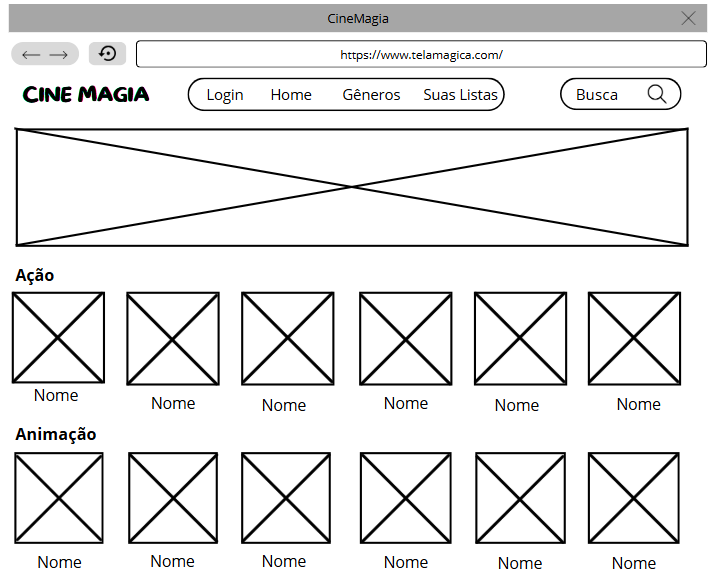 CineMagia
https://www.telamagica.com/
CINE MAGIA
Login Home Gêneros Suas Listas
Busca
Ação
Nome Nome Nome Nome Nome Nome
Animação
Nome Nome Nome Nome Nome Nome